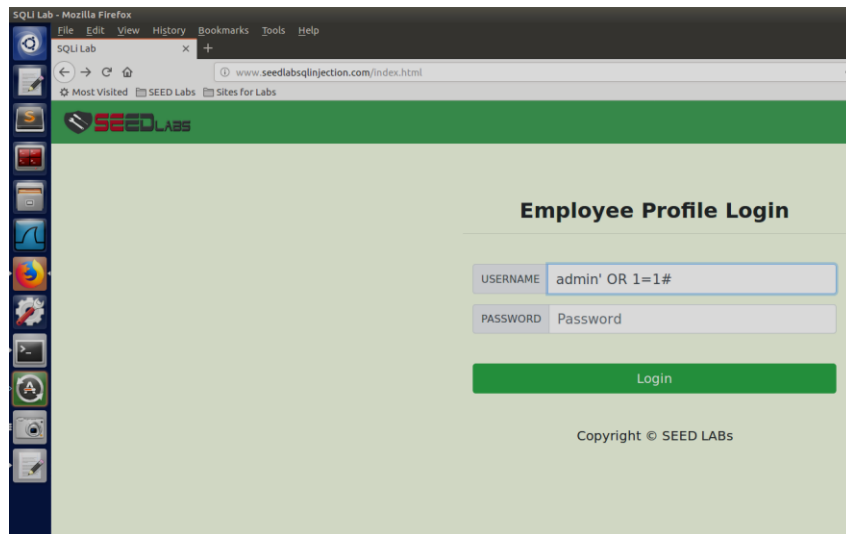 SQLi Lab - Mozilla Firefox
File Edit View History Bookmarks Tools Help
SQLi Lab × +
www.seedlabsqlinjection.com/index.html
Most Visited SEED Labs Sites for Labs
SEEDLABS
Employee Profile Login
USERNAME admin' OR 1=1#
PASSWORD Password
Login
Copyright © SEED LABs